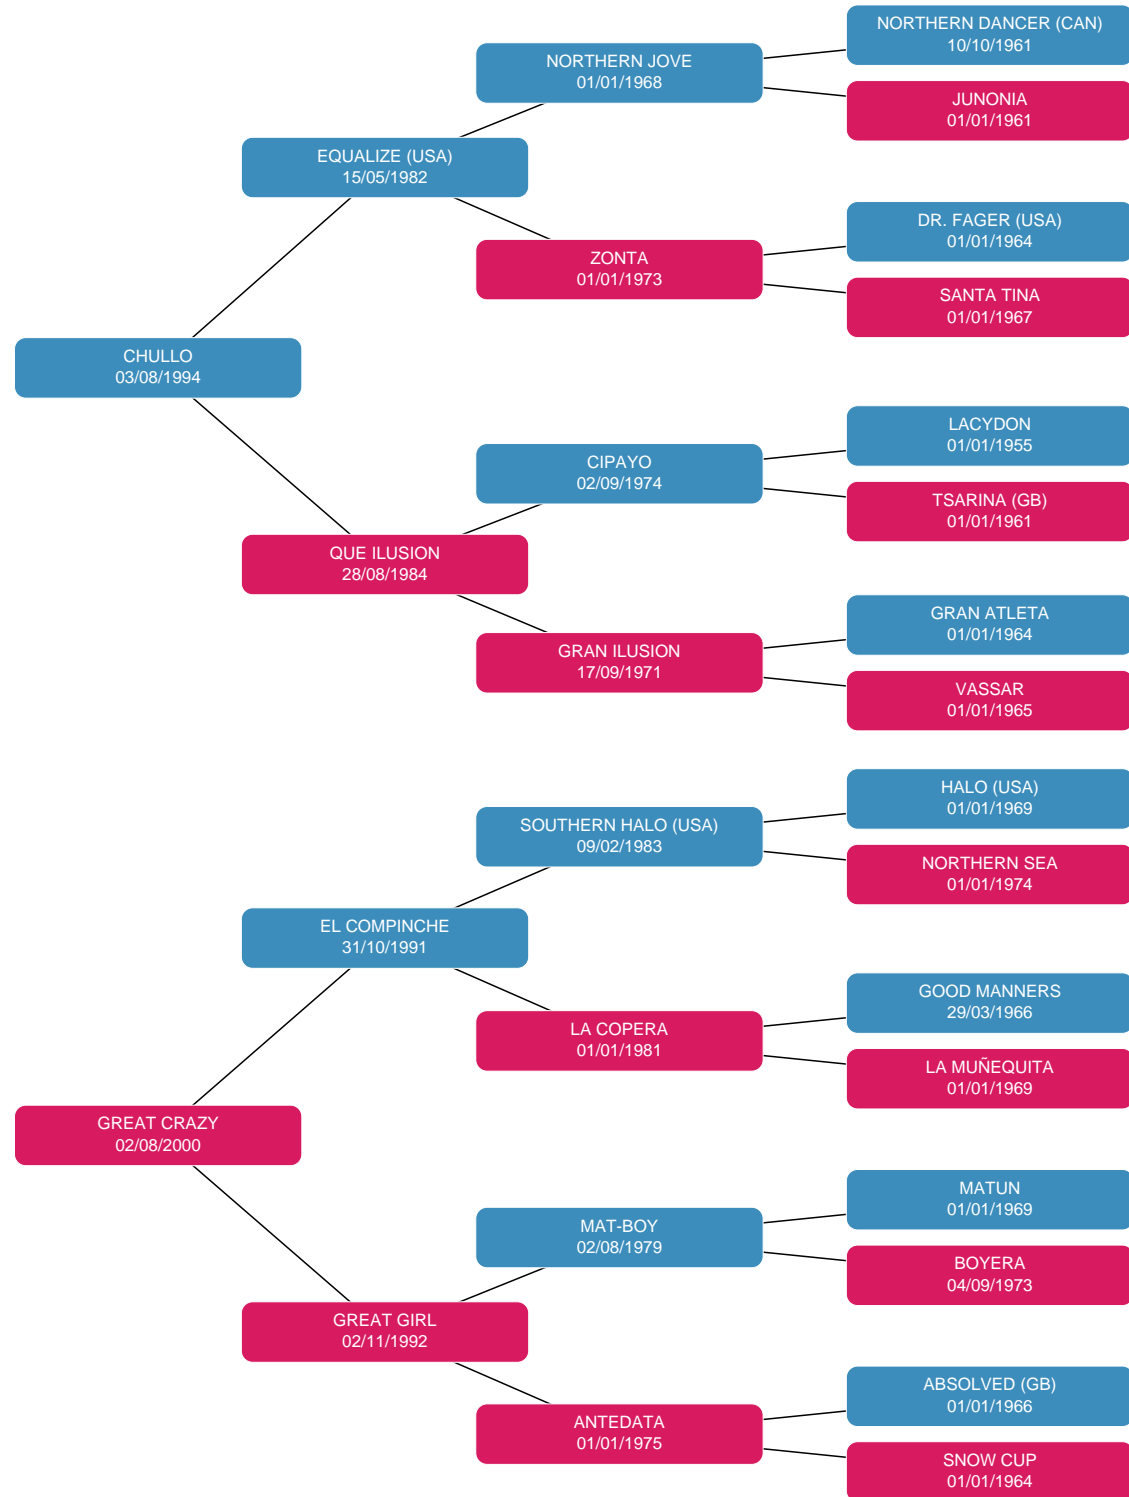 NORTHERN DANCER (CAN)
10/10/1961
NORTHERN JOVE
01/01/1968
JUNONIA
01/01/1961
EQUALIZE (USA)
15/05/1982
DR. FAGER (USA)
01/01/1964
ZONTA
01/01/1973
SANTA TINA
01/01/1967
CHULLO
03/08/1994
LACYDON
01/01/1955
CIPAYO
02/09/1974
TSARINA (GB)
01/01/1961
QUE ILUSION
28/08/1984
GRAN ATLETA
01/01/1964
GRAN ILUSION
17/09/1971
VASSAR
01/01/1965
HALO (USA)
01/01/1969
SOUTHERN HALO (USA)
09/02/1983
NORTHERN SEA
01/01/1974
EL COMPINCHE
31/10/1991
GOOD MANNERS
29/03/1966
LA COPERA
01/01/1981
LA MUÑEQUITA
01/01/1969
GREAT CRAZY
02/08/2000
MATUN
01/01/1969
MAT-BOY
02/08/1979
BOYERA
04/09/1973
GREAT GIRL
02/11/1992
ABSOLVED (GB)
01/01/1966
ANTEDATA
01/01/1975
SNOW CUP
01/01/1964